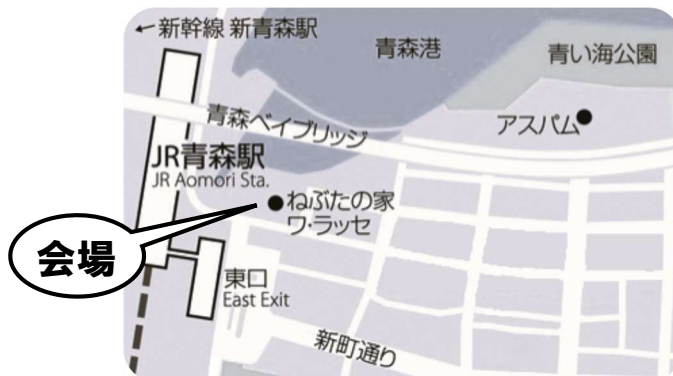 ←新幹線 新青森駅
青森港
青い海公園
青森ベイブリッジ
アスパム
JR青森駅
JR Aomori Sta.
ねぶたの家
ワ・ラッセ
会場
東口
East Exit
新町通り